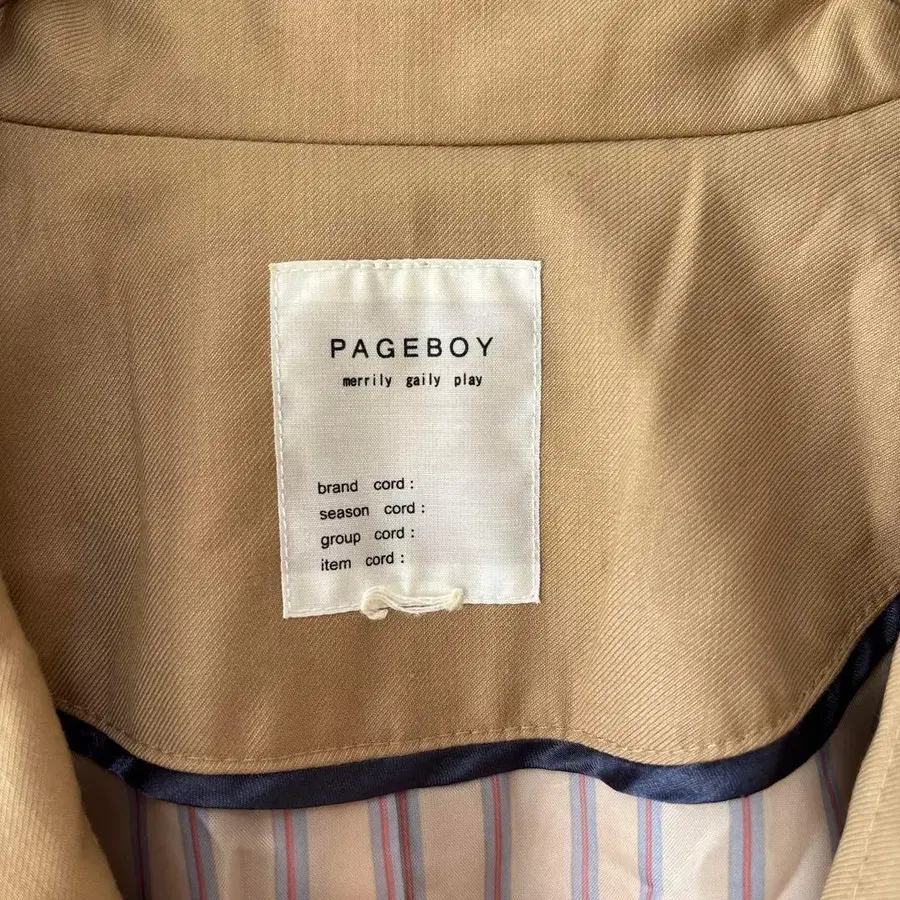 PAGEBOY
merrily gaily play
brand cord :
season cord :
group cord :
item cord :